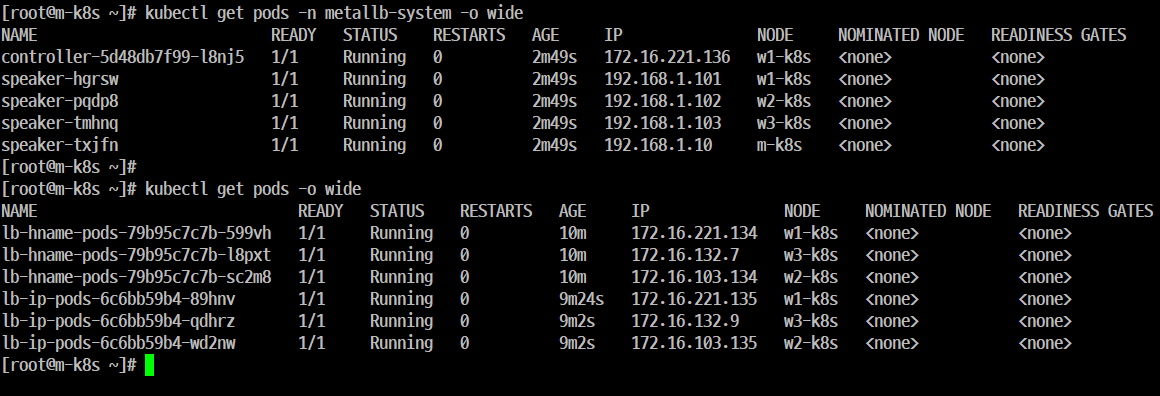 [root@m-k8s ~]# kubectl get pods -n metallb-system -o wide
NAME                          READY   STATUS    RESTARTS   AGE     IP               NODE     NOMINATED NODE   READINESS GATES
controller-5d48db7f99-l8nj5   1/1     Running   0          2m49s   172.16.221.136   w1-k8s   <none>           <none>
speaker-hgrsw                 1/1     Running   0          2m49s   192.168.1.101    w1-k8s   <none>           <none>
speaker-pqdp8                 1/1     Running   0          2m49s   192.168.1.102    w2-k8s   <none>           <none>
speaker-tmhnq                 1/1     Running   0          2m49s   192.168.1.103    w3-k8s   <none>           <none>
speaker-txjfn                 1/1     Running   0          2m49s   192.168.1.10     m-k8s    <none>           <none>
[root@m-k8s ~]#
[root@m-k8s ~]# kubectl get pods -o wide
NAME                             READY   STATUS    RESTARTS   AGE     IP               NODE     NOMINATED NODE   READINESS GATES
lb-hname-pods-79b95c7c7b-599vh   1/1     Running   0          10m     172.16.221.134   w1-k8s   <none>           <none>
lb-hname-pods-79b95c7c7b-l8pxt   1/1     Running   0          10m     172.16.132.7     w3-k8s   <none>           <none>
lb-hname-pods-79b95c7c7b-sc2m8   1/1     Running   0          10m     172.16.103.134   w2-k8s   <none>           <none>
lb-ip-pods-6c6bb59b4-89hnv       1/1     Running   0          9m24s   172.16.221.135   w1-k8s   <none>           <none>
lb-ip-pods-6c6bb59b4-qdhrz       1/1     Running   0          9m2s    172.16.132.9     w3-k8s   <none>           <none>
lb-ip-pods-6c6bb59b4-wd2nw       1/1     Running   0          9m2s    172.16.103.135   w2-k8s   <none>           <none>
[root@m-k8s ~]#